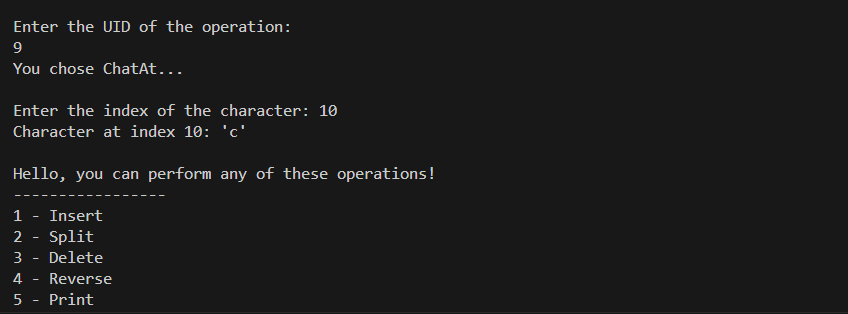 Enter the UID of the operation:
9
You chose ChatAt...
Enter the index of the character: 10
Character at index 10: 'c'
Hello, you can perform any of these operations!
-----------------
1 - Insert
2 - Split
3 - Delete
4 - Reverse
5 - Print